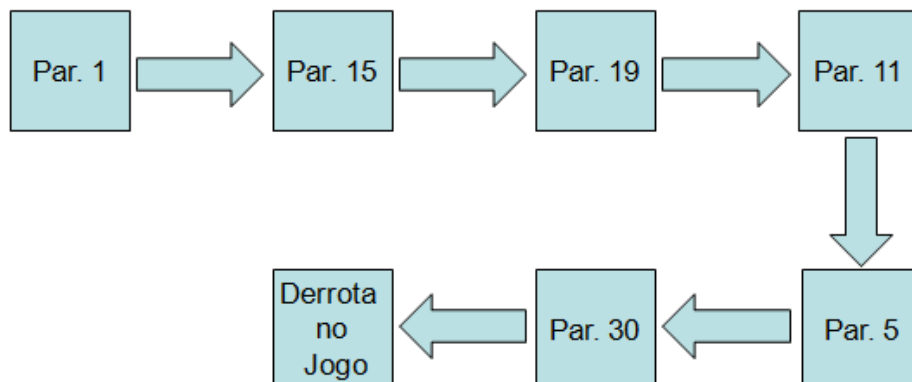 Par. 1
Par. 15
Par. 19
Par. 11
Par. 5
Par. 30
Derrota
no
Jogo